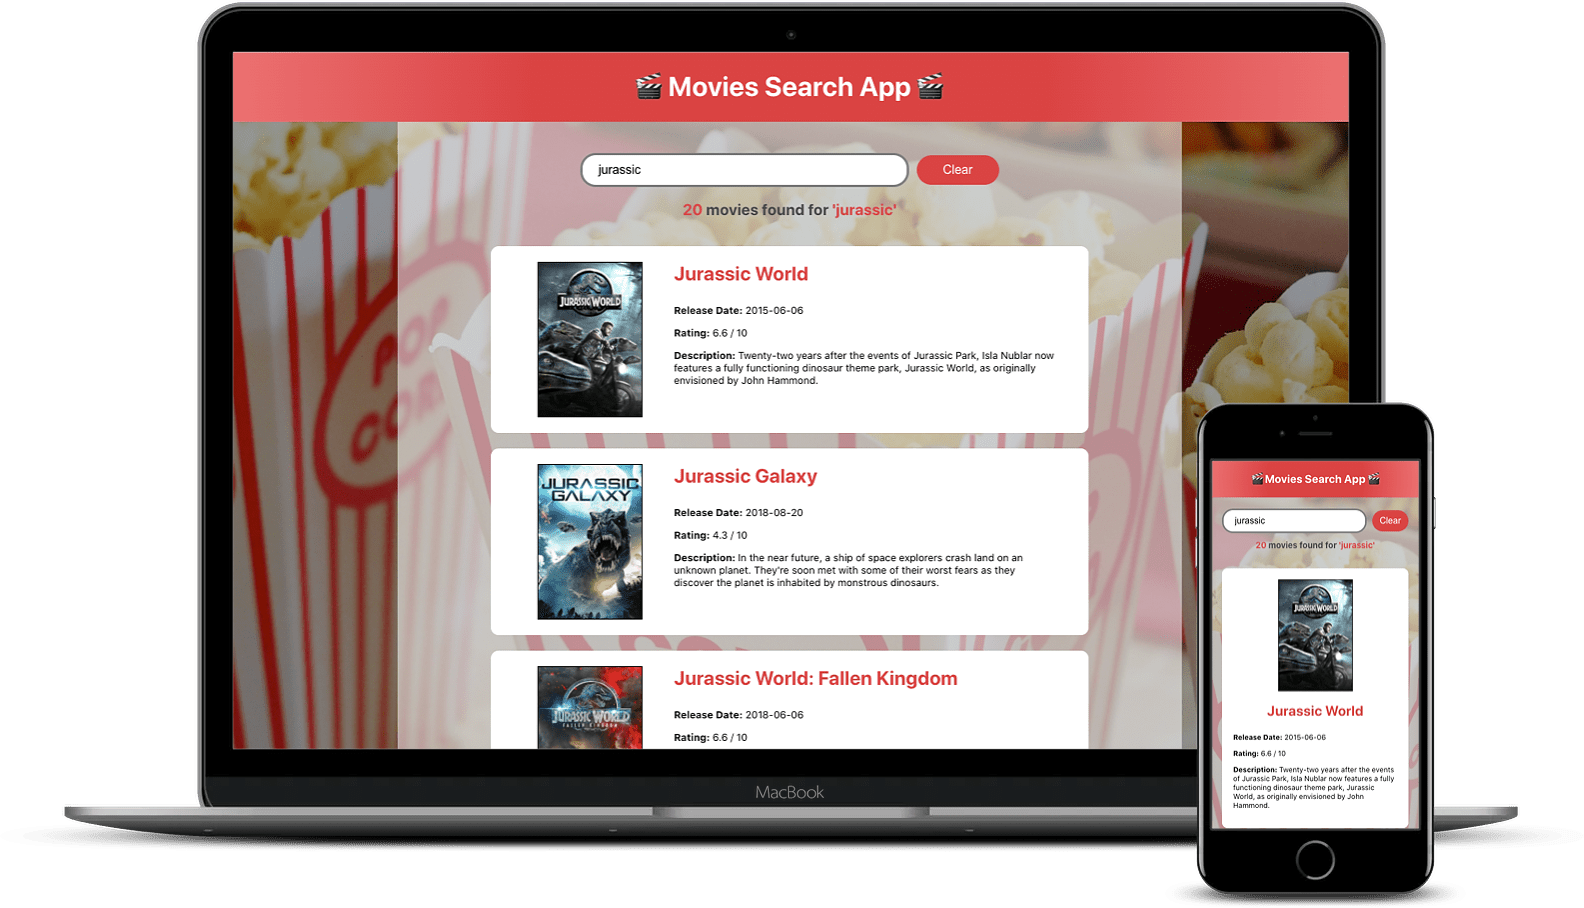 🎬 Movies Search App 🎬
jurassic
Clear
20 movies found for 'jurassic'
JURASSIC WORLD
Jurassic World
Release Date: 2015-06-06
Rating: 6.6 / 10
Description: Twenty-two years after the events of Jurassic Park, Isla Nublar now
features a fully functioning dinosaur theme park, Jurassic World, as originally
envisioned by John Hammond.
JURASSIC
GALAXY
Jurassic Galaxy
Release Date: 2018-08-20
Rating: 4.3 / 10
Description: In the near future, a ship of space explorers crash land on an
unknown planet. They're soon met with some of their worst fears as they
discover the planet is inhabited by monstrous dinosaurs.
JURASSIC WORLD
FALLEN KINGDOM
Jurassic World: Fallen Kingdom
Release Date: 2018-06-06
Rating: 6.6 / 10
POP
CORN
MacBook
🎬 Movies Search App 🎬
jurassic
Clear
20 movies found for 'jurassic'
JURASSIC WORLD
Jurassic World
Release Date: 2015-06-06
Rating: 6.6 / 10
Description: Twenty-two years after the events
of Jurassic Park, Isla Nublar now features a fully
functioning dinosaur theme park, Jurassic
World, as originally envisioned by John
Hammond.